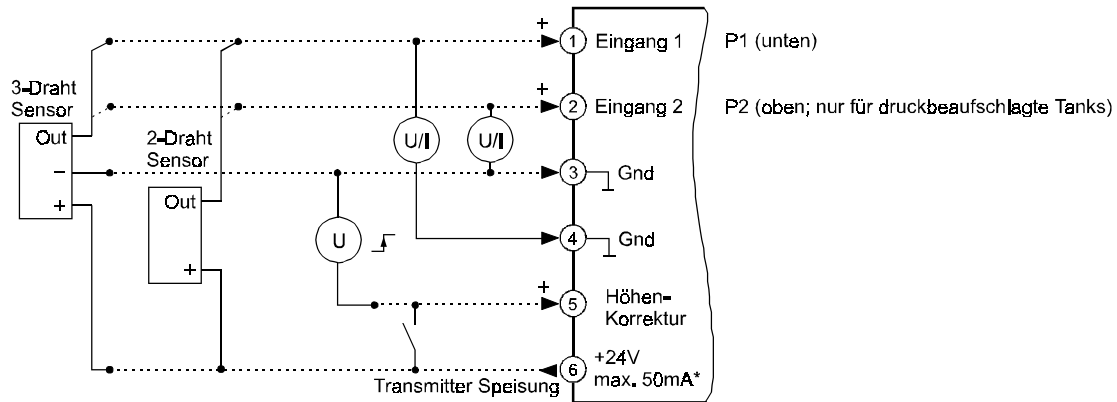 + 1 Eingang 1 P1 (unten)
3-Draht
Sensor
+ 2 Eingang 2 P2 (oben; nur für druckbeaufschlagte Tanks)
Out
2-Draht
Sensor
U/I U/I
− 3 Gnd
+
Out
U 4 Gnd
+
+ 5 Höhen-
Korrektur
6 +24V
max. 50mA*
Transmitter Speisung